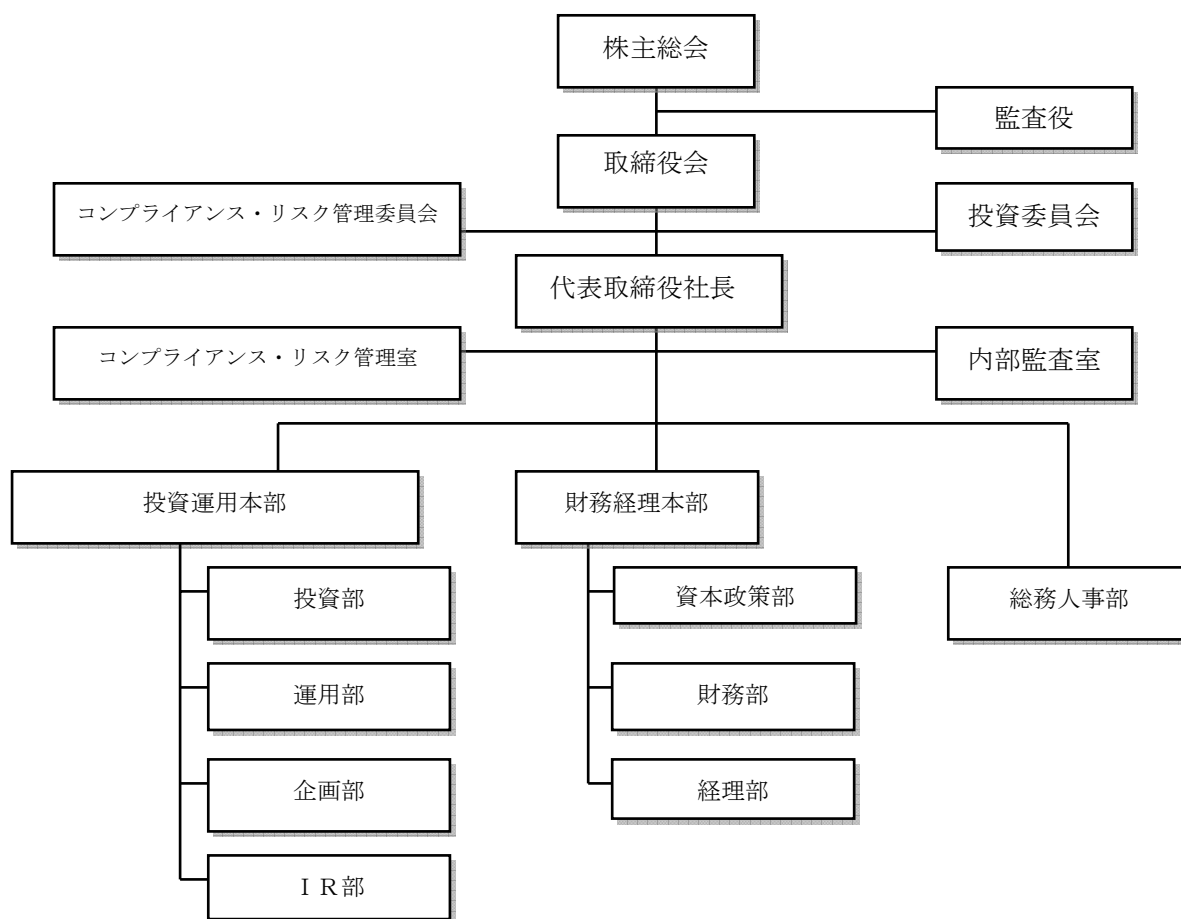 株主総会
監査役
取締役会
コンプライアンス・リスク管理委員会
投資委員会
代表取締役社長
コンプライアンス・リスク管理室
内部監査室
投資運用本部
財務経理本部
投資部
資本政策部
総務人事部
運用部
財務部
企画部
経理部
ＩＲ部